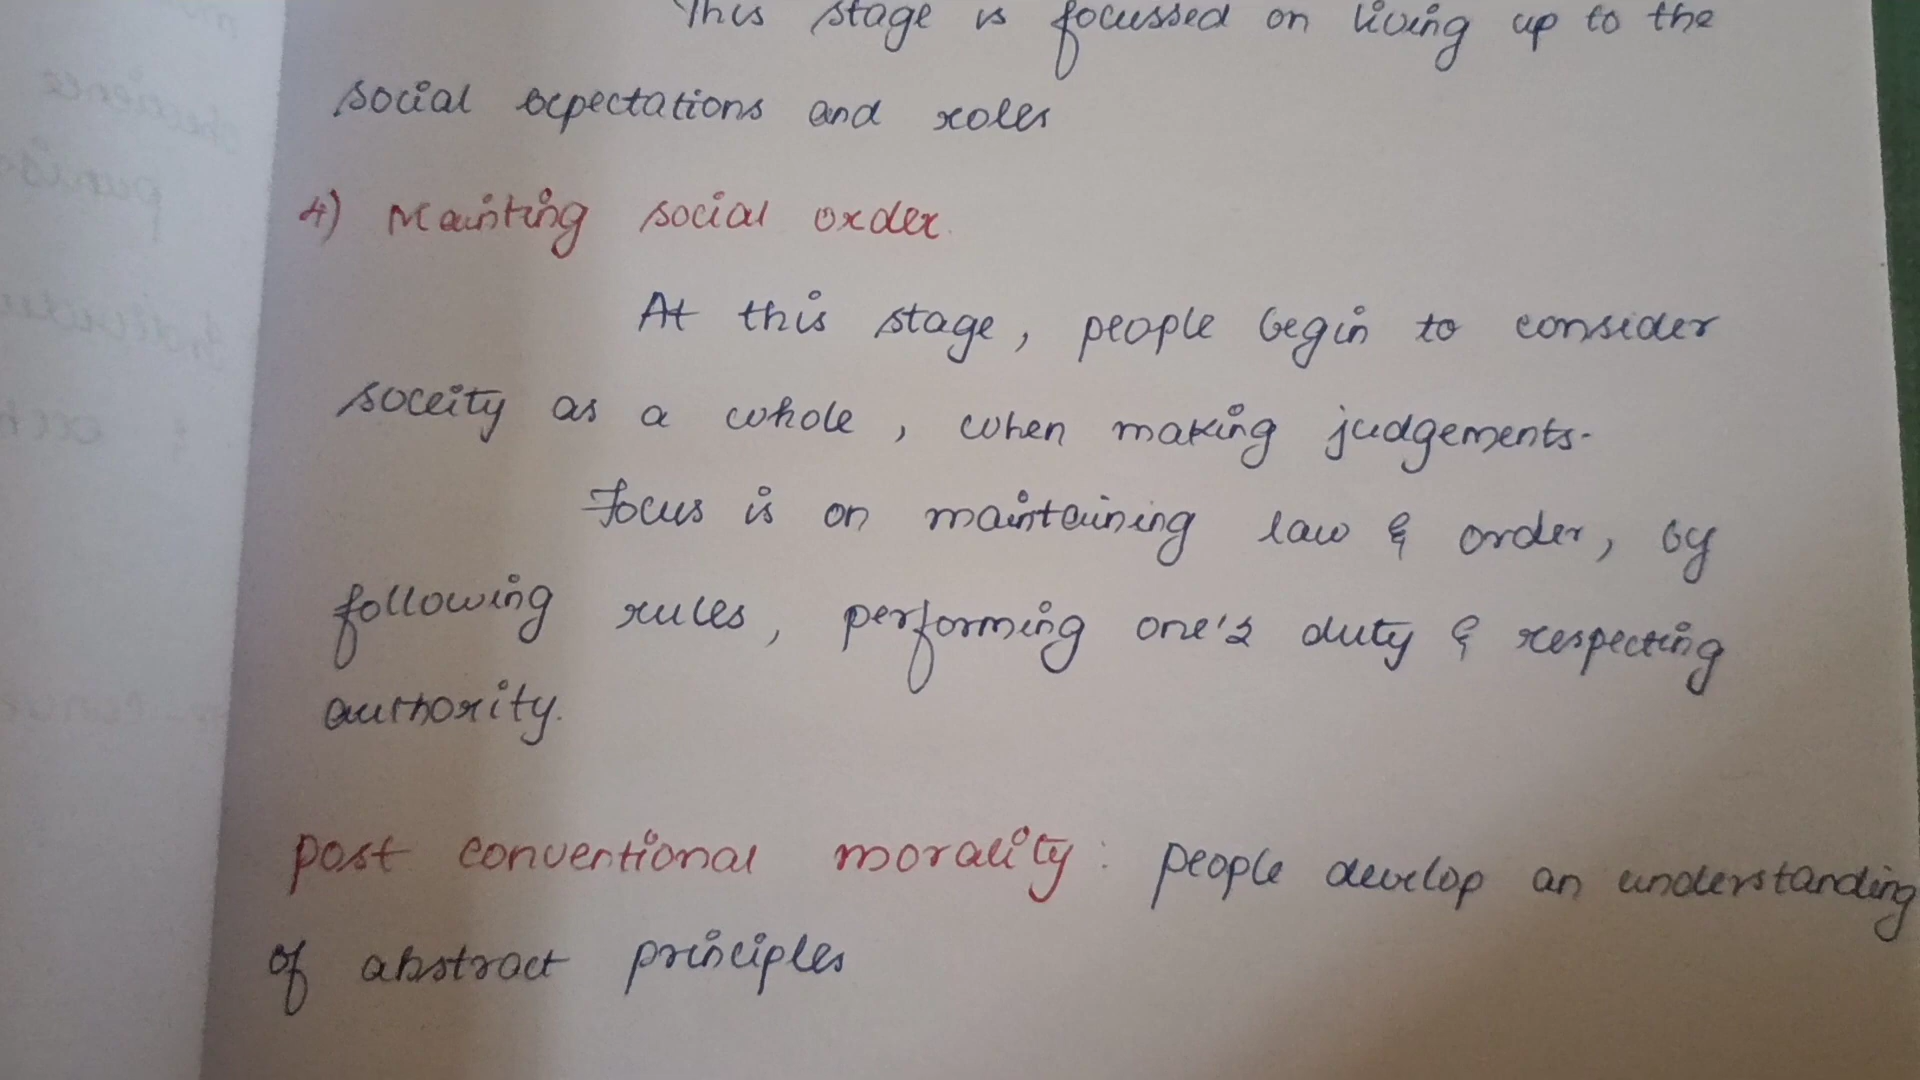 This stage is focussed on living up to the
social expectations and roles
4) Mainting social order.
At this stage, people begin to consider
soceity as a whole, when making judgements.
Focus is on maintaining law & order, by
following rules, performing one's duty & respecting
authority.
post conventional morality : people develop an understanding
of abstract principles